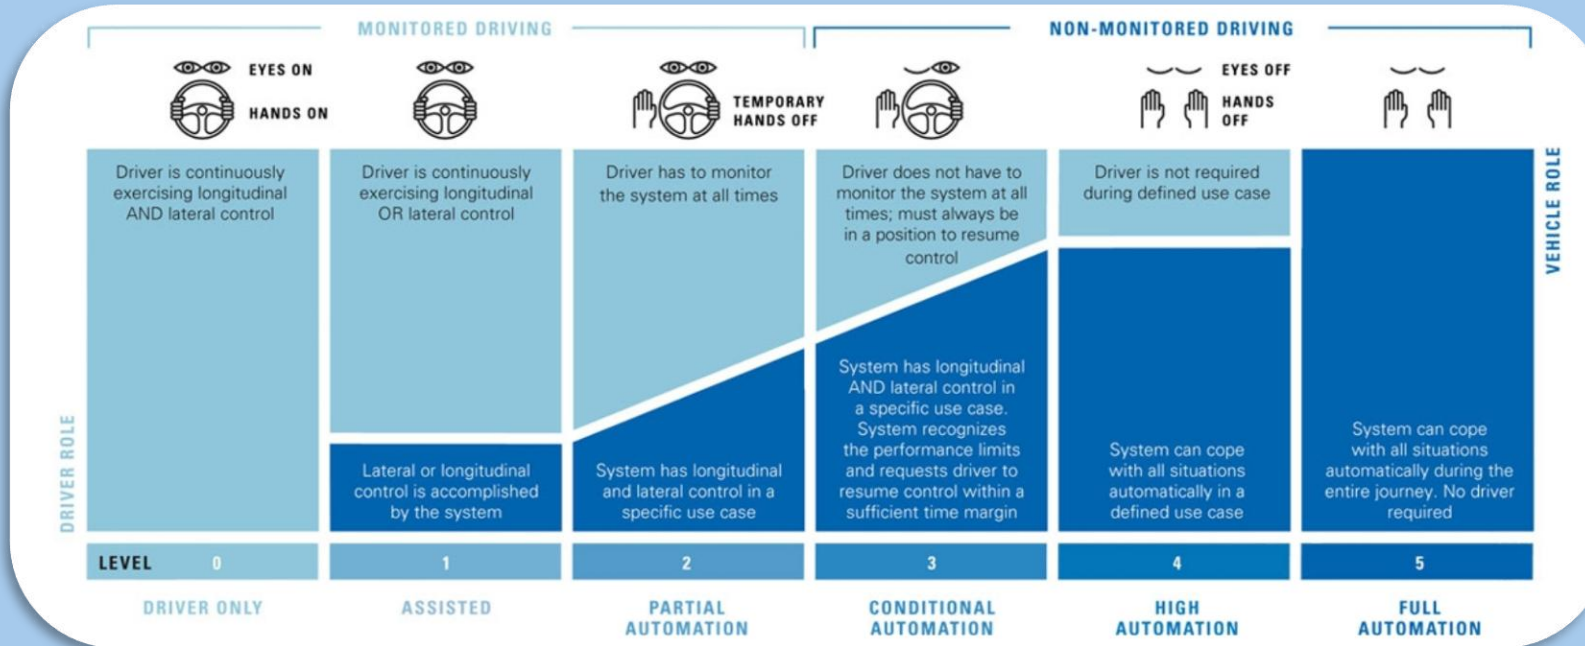 MONITORED DRIVING
NON-MONITORED DRIVING
EYES ON
HANDS ON
TEMPORARY
HANDS OFF
EYES OFF
HANDS
OFF
Driver is continuously
exercising longitudinal
AND lateral control
Driver is continuously
exercising longitudinal
OR lateral control
Driver has to monitor
the system at all times
Driver does not have to
monitor the system at all
times; must always be
in a position to resume
control
Driver is not required
during defined use case
VEHICLE ROLE
DRIVER ROLE
Lateral or longitudinal
control is accomplished
by the system
System has longitudinal
and lateral control in a
specific use case
System has longitudinal
AND lateral control in
a specific use case.
System recognizes
the performance limits
and requests driver to
resume control within a
sufficient time margin
System can cope
with all situations
automatically in a
defined use case
System can cope
with all situations
automatically during the
entire journey. No driver
required
LEVEL 0 1 2 3 4 5
DRIVER ONLY
ASSISTED
PARTIAL
AUTOMATION
CONDITIONAL
AUTOMATION
HIGH
AUTOMATION
FULL
AUTOMATION